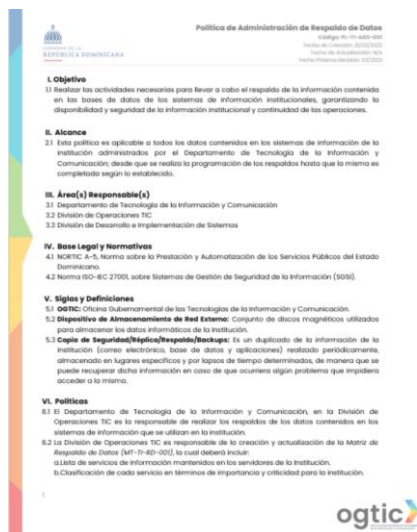 Política de Administración de Respaldo de Datos
Código: PL-TI-ARD-001
Fecha de Creación: 21/02/2022
Fecha de Actualización: N/A
GOBIERNO DE LA
REPÚBLICA DOMINICANA
I. Objetivo
1.1 Realizar las actividades necesarias para llevar a cabo el respaldo de la información contenida
en las bases de datos de los sistemas de información institucionales, garantizando la
disponibilidad y seguridad de la información institucional y continuidad de las operaciones.
II. Alcance
2.1 Esta política es aplicable a todos los datos contenidos en los sistemas de información de la
institución administrados por el Departamento de Tecnología de la Información y
Comunicación; desde que se realiza la programación de los respaldos hasta que la misma es
completada según lo establecido.
III. Área(s) Responsable(s)
3.1 Departamento de Tecnología de la Información y Comunicación
3.2 División de Operaciones TIC
3.3 División de Desarrollo e Implementación de Sistemas
IV. Base Legal y Normativas
4.1 NORTIC A-5, Norma sobre la Prestación y Automatización de los Servicios Públicos del Estado
Dominicano.
4.2 Norma ISO-IEC 27001, sobre Sistemas de Gestión de Seguridad de la Información (SGSI).
V. Siglas y Definiciones
5.1 OGTIC: Oficina Gubernamental de las Tecnologías de la Información y Comunicación.
5.2 Dispositivo de Almacenamiento de Red Externo: Conjunto de discos magnéticos utilizados
para almacenar los datos informáticos de la Institución.
5.3 Copia de Seguridad/Réplica/Respaldo/Backups: Es un duplicado de la información de la
institución (correo electrónico, base de datos y aplicaciones) realizado periódicamente,
almacenado en lugares específicos y por lapsos de tiempo determinados, de manera que se
puede recuperar dicha información en caso de que ocurriera algún problema que impidiera
acceder a la misma.
VI. Políticas
6.1 El Departamento de Tecnología de la Información y Comunicación, en la División de
Operaciones TIC es la responsable de realizar los respaldos de los datos contenidos en los
sistemas de información que se utilizan en la institución.
6.2 La División de Operaciones TIC es responsable de la creación y actualización de la Matriz de
Respaldo de Datos (MT-TI-RD-001), la cual deberá incluir:
a.Lista de servicios de información mantenidos en los servidores de la Institución.
b.Clasificación de cada servicio en términos de importancia y criticidad para la institución.
1
ogtic